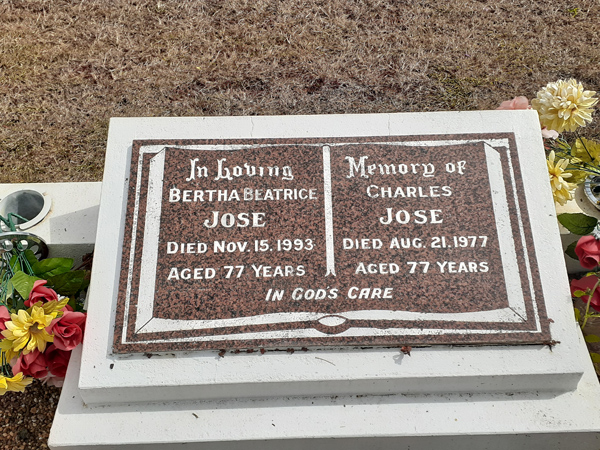 In Loving Memory of
BERTHA BEATRICE
JOSE
DIED NOV. 15. 1993
AGED 77 YEARS
CHARLES
JOSE
DIED AUG. 21. 1977
AGED 77 YEARS
IN GOD'S CARE